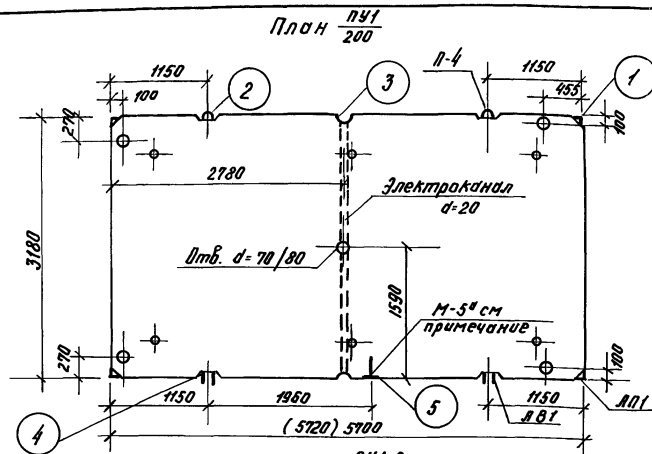 План ПУ1/200
1150
П-4
1150
2
3
1
100
455
270
100
2780
Электроканал
d=20
3180
Отв. d=70/80
1590
М-5ª см
примечание
270
100
1150
1980
5
ЛВ1
1150
ЛП1
4
(5720) 5700